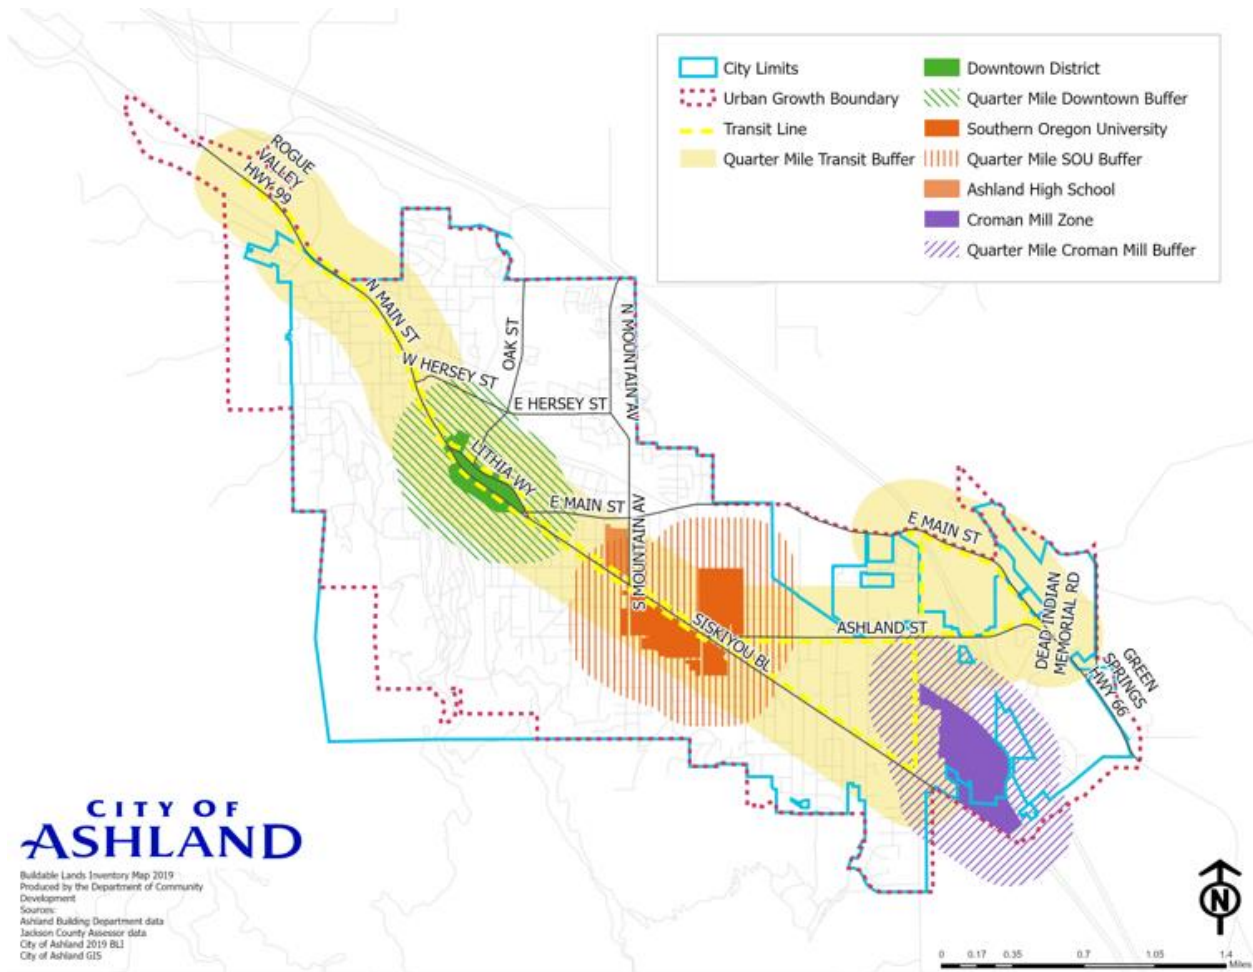 City Limits
Urban Growth Boundary
Transit Line
Quarter Mile Transit Buffer
Downtown District
Quarter Mile Downtown Buffer
Southern Oregon University
Quarter Mile SOU Buffer
Ashland High School
Croman Mill Zone
Quarter Mile Croman Mill Buffer
ROGUE
VALLEY
HWY 99
N MAIN ST
W HERSEY ST
OAK ST
N MOUNTAIN AV
E HERSEY ST
LITHIA WY
E MAIN ST
S MOUNTAIN AV
E MAIN ST
SISKIYOU BL
ASHLAND ST
DEAD INDIAN
MEMORIAL RD
GREEN
SPRINGS
HWY 66
CITY OF
ASHLAND
Buildable Lands Inventory Map 2019
Produced by the Department of Community
Development
Sources:
Ashland Building Department data
Jackson County Assessor data
City of Ashland 2019 BLI
City of Ashland GIS
N
0 0.17 0.35 0.7 1.05 1.4
Miles